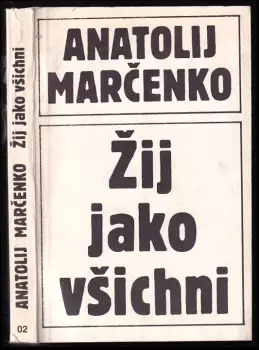 ANATOLIJ
MARČENKO
Žij
jako
všichni
ANATOLIJ MARČENKO Žij jako všichni
02